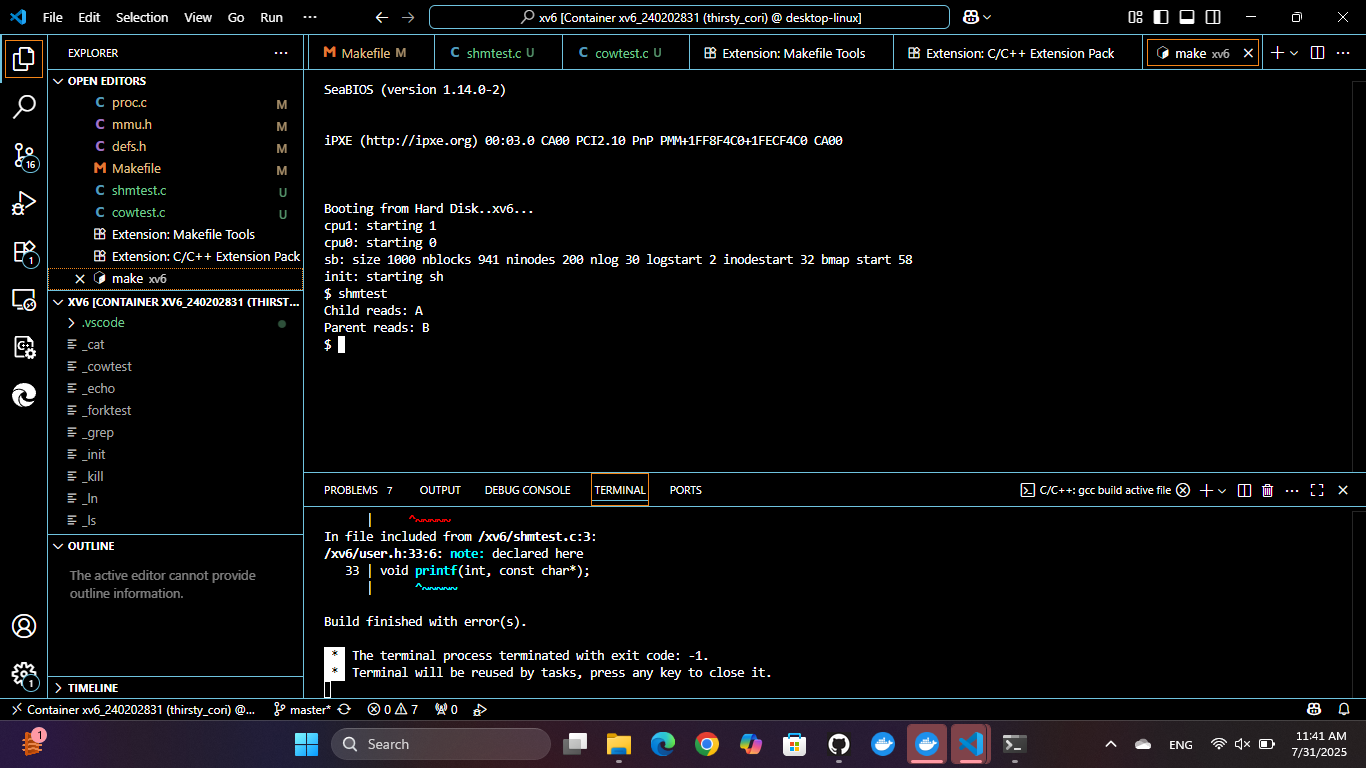 File Edit Selection View Go Run ···
xv6 [Container xv6_240202831 (thirsty_cori) @ desktop-linux]
EXPLORER
Makefile M
shmtest.c U
cowtest.c U
Extension: Makefile Tools
Extension: C/C++ Extension Pack
make xv6
OPEN EDITORS
proc.c M
mmu.h M
defs.h M
Makefile M
shmtest.c U
cowtest.c U
Extension: Makefile Tools
Extension: C/C++ Extension Pack
make xv6
XV6 [CONTAINER XV6_240202831 (THIRST...
.vscode
_cat
_cowtest
_echo
_forktest
_grep
_init
_kill
_ln
_ls
OUTLINE
The active editor cannot provide
outline information.
TIMELINE
16
1
1
SeaBIOS (version 1.14.0-2)
iPXE (http://ipxe.org) 00:03.0 CA00 PCI2.10 PnP PMM+1FF8F4C0+1FECF4C0 CA00
Booting from Hard Disk..xv6...
cpu1: starting 1
cpu0: starting 0
sb: size 1000 nblocks 941 ninodes 200 nlog 30 logstart 2 inodestart 32 bmap start 58
init: starting sh
$ shmtest
Child reads: A
Parent reads: B
$
PROBLEMS 7 OUTPUT DEBUG CONSOLE TERMINAL PORTS
C/C++: gcc build active file
| ^~~~~~
In file included from /xv6/shmtest.c:3:
/xv6/user.h:33:6: note: declared here
33 | void printf(int, const char*);
| ^~~~~~
Build finished with error(s).
* The terminal process terminated with exit code: -1.
* Terminal will be reused by tasks, press any key to close it.
Container xv6_240202831 (thirsty_cori) @... master* 0 7 0
1
Search
ENG
11:41 AM
7/31/2025